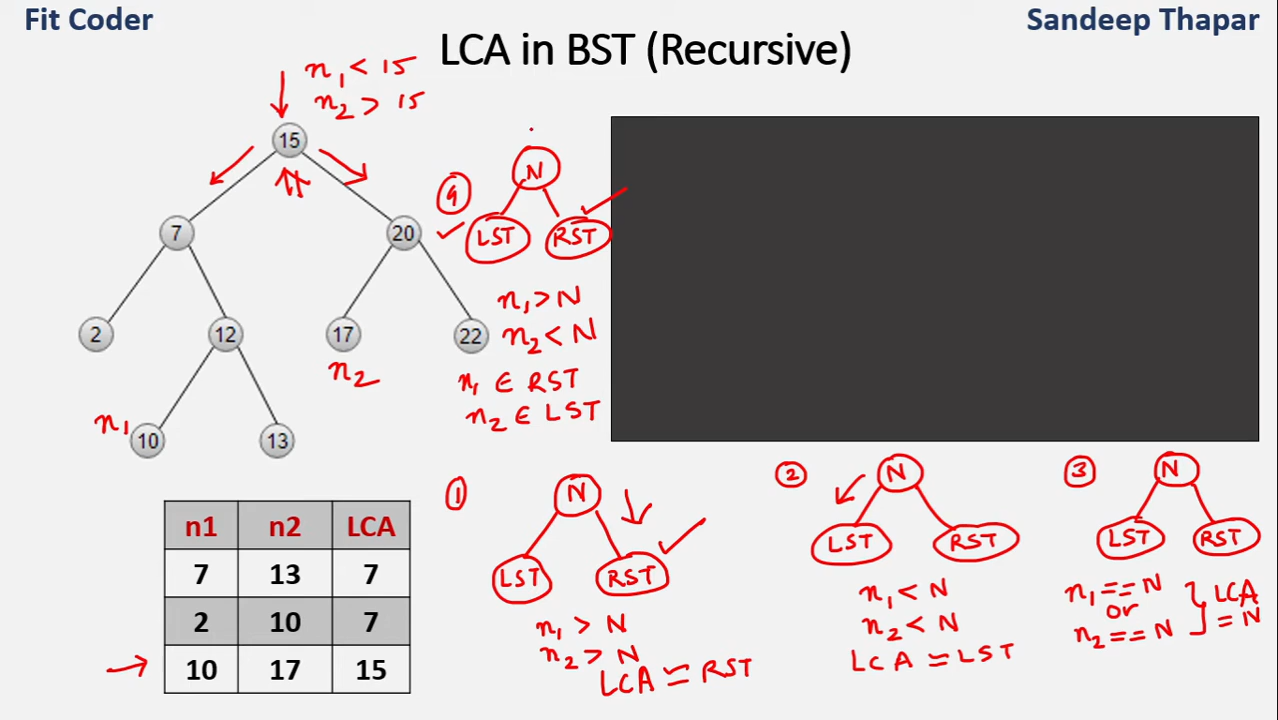 Fit Coder
Sandeep Thapar
LCA in BST (Recursive)
n1 < 15
n2 > 15
15
7
20
2
12
17
22
n2
n1
10
13
4
N
LST
RST
n1 > N
n2 < N
n1 ∈ RST
n2 ∈ LST
n1 n2 LCA
7 13 7
2 10 7
10 17 15
1
N
LST
RST
n1 > N
n2 > N
LCA = RST
2
N
LST
RST
n1 < N
n2 < N
LCA = LST
3
N
LST
RST
n1 == N
or
n2 == N
LCA
= N